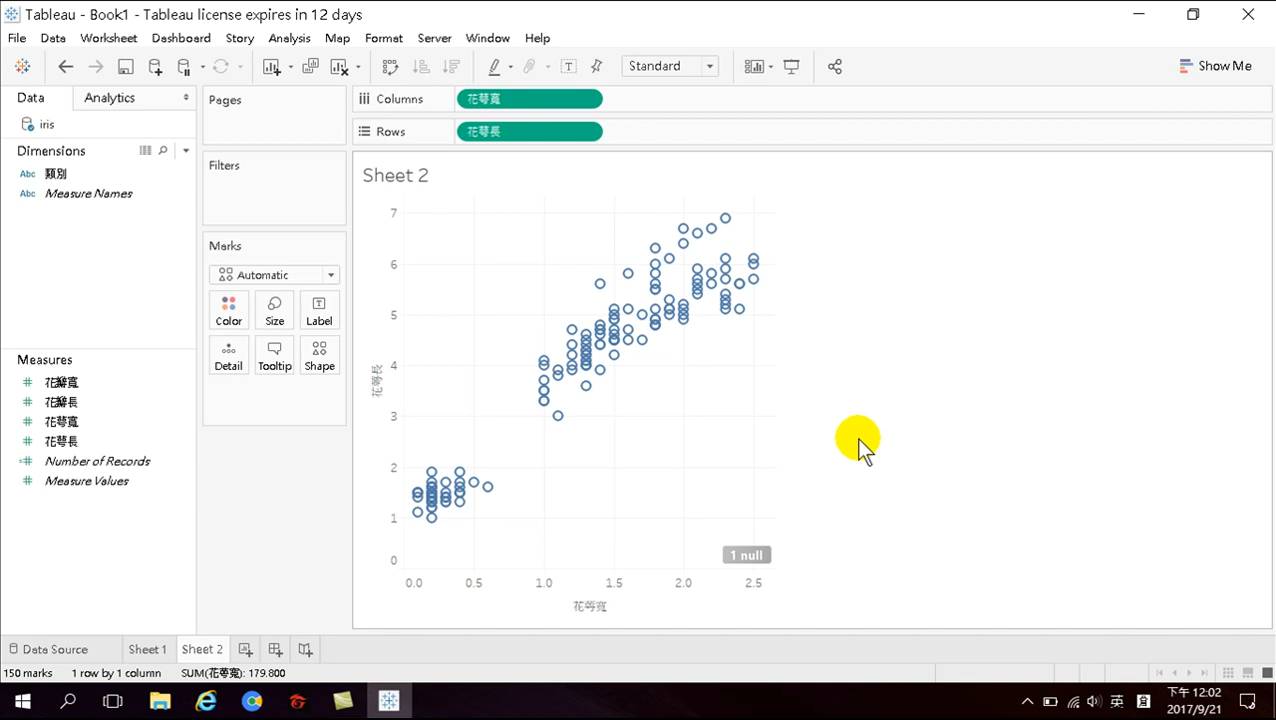 Tableau - Book1 - Tableau license expires in 12 days
File Data Worksheet Dashboard Story Analysis Map Format Server Window Help
Standard
Show Me
Data Analytics
iris
Dimensions
Abc 類別
Abc Measure Names
Measures
花瓣寬
花瓣長
花萼寬
花萼長
Number of Records
Measure Values
Pages
Filters
Marks
Automatic
Color Size Label
Detail Tooltip Shape
Columns 花萼寬
Rows 花萼長
Sheet 2
7
6
5
4
3
2
1
0
花萼長
1 null
0.0 0.5 1.0 1.5 2.0 2.5
花萼寬
Data Source Sheet 1 Sheet 2
150 marks 1 row by 1 column SUM(花萼寬): 179.800
英
下午 12:02
2017/9/21